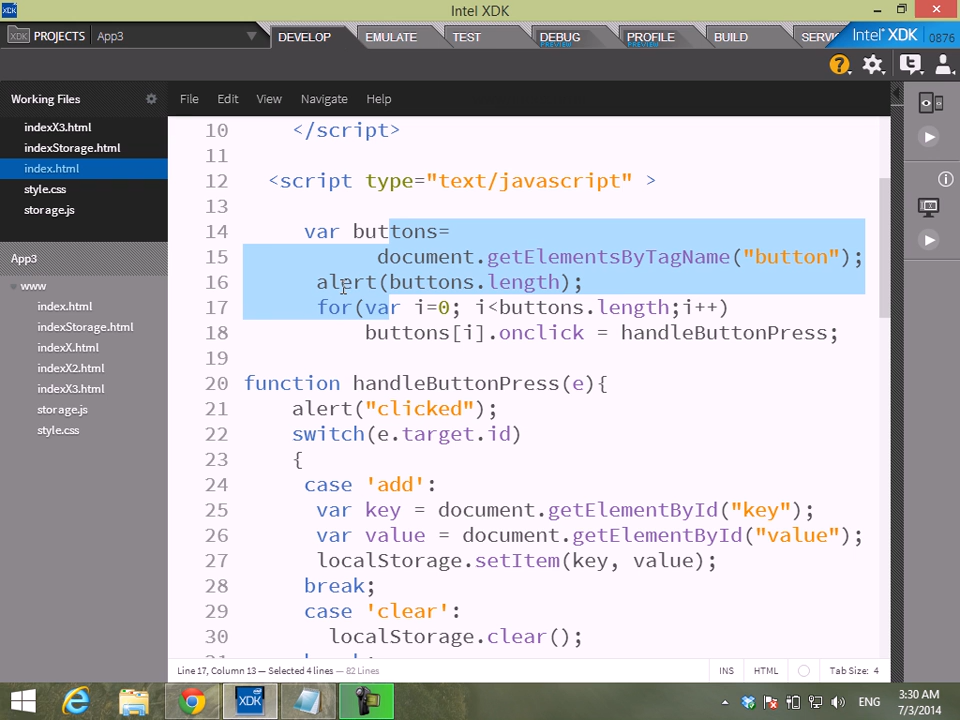 Intel XDK
PROJECTS App3 DEVELOP EMULATE TEST DEBUG PREVIEW PROFILE PREVIEW BUILD Intel XDK 0876
Working Files
File Edit View Navigate Help
indexX3.html
indexStorage.html
index.html
style.css
storage.js
App3
www
index.html
indexStorage.html
indexX.html
indexX2.html
indexX3.html
storage.js
style.css
10 </script>
11
12 <script type="text/javascript" >
13
14 var buttons=
15 document.getElementsByTagName("button");
16 alert(buttons.length);
17 for(var i=0; i<buttons.length;i++)
18 buttons[i].onclick = handleButtonPress;
19
20 function handleButtonPress(e){
21 alert("clicked");
22 switch(e.target.id)
23 {
24 case 'add':
25 var key = document.getElementById("key");
26 var value = document.getElementById("value");
27 localStorage.setItem(key, value);
28 break;
29 case 'clear':
30 localStorage.clear();
Line 17, Column 13 — Selected 4 lines — 82 Lines
INS HTML Tab Size: 4
XDK ENG
3:30 AM
7/3/2014